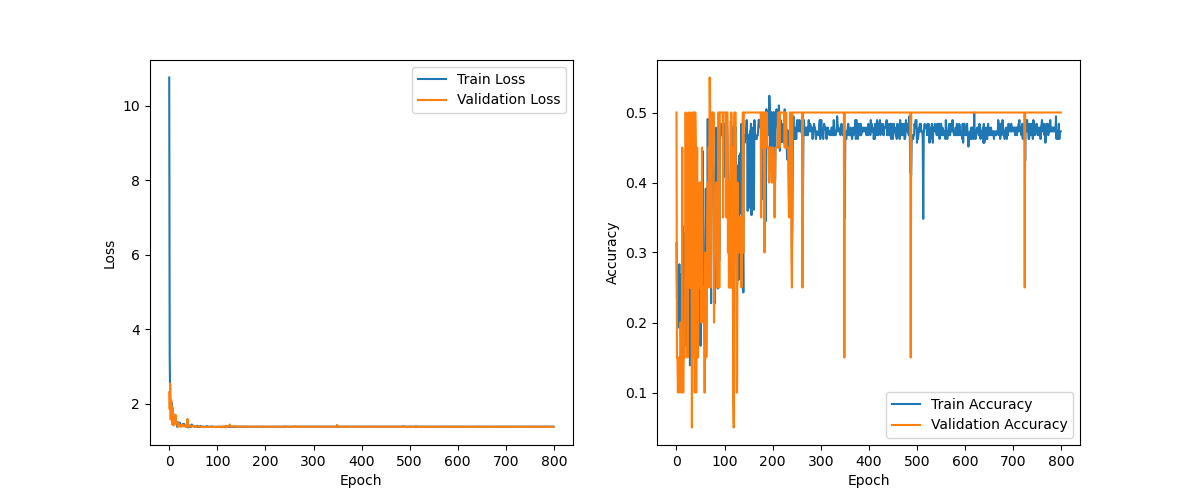 Train Loss
Validation Loss
10
8
6
4
2
Loss
0 100 200 300 400 500 600 700 800
Epoch
0.5
0.4
0.3
0.2
0.1
Accuracy
Train Accuracy
Validation Accuracy
0 100 200 300 400 500 600 700 800
Epoch